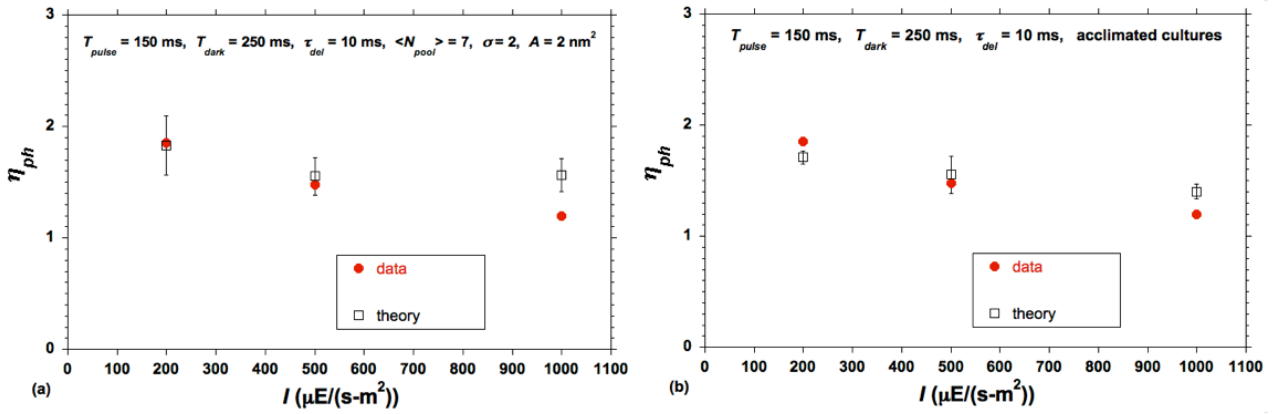 3
T_pulse = 150 ms, T_dark = 250 ms, τ_del = 10 ms, <N_pool> = 7, σ = 2, A = 2 nm²
2
η_ph
1
data
theory
0
0 100 200 300 400 500 600 700 800 900 1000 1100
(a)
I (µE/(s-m²))
3
T_pulse = 150 ms, T_dark = 250 ms, τ_del = 10 ms, acclimated cultures
2
η_ph
1
data
theory
0
0 100 200 300 400 500 600 700 800 900 1000 1100
(b)
I (µE/(s-m²))